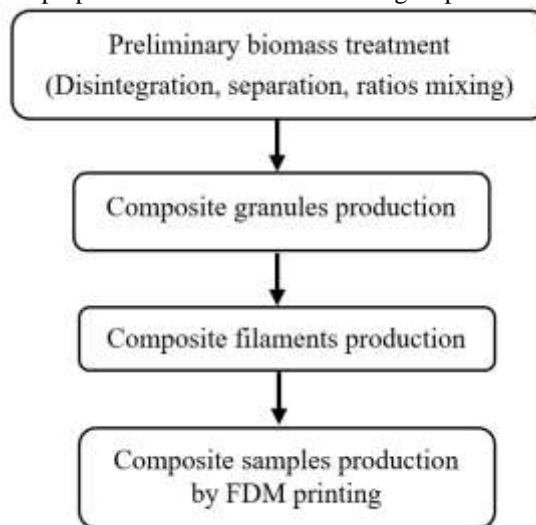 Preliminary biomass treatment
(Disintegration, separation, ratios mixing)
Composite granules production
Composite filaments production
Composite samples production
by FDM printing